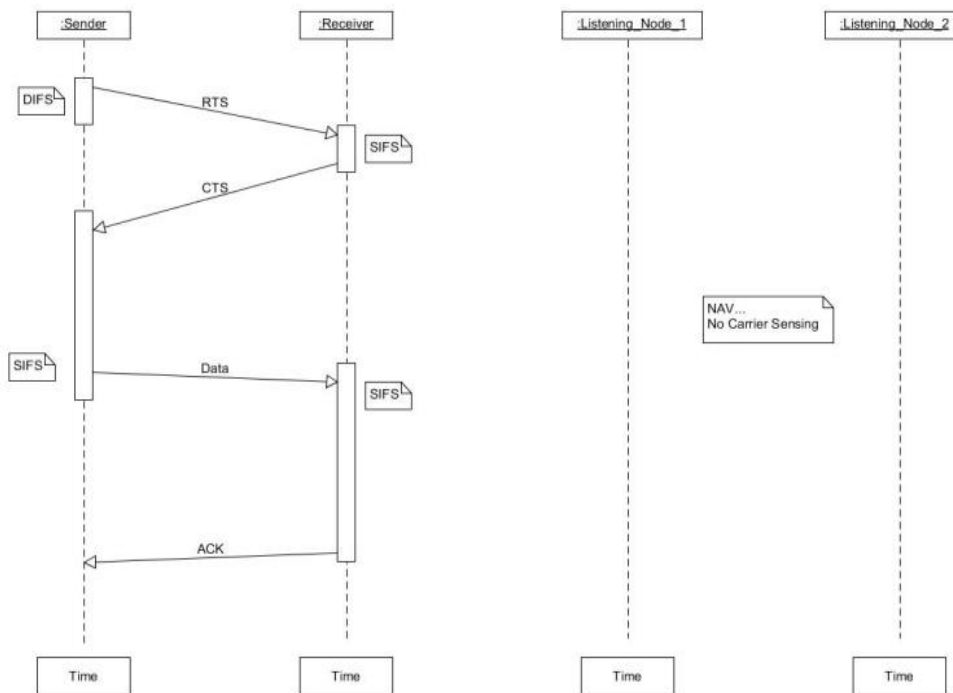 :Sender
:Receiver
:Listening_Node_1
:Listening_Node_2
DIFS
RTS
SIFS
CTS
NAV...
No Carrier Sensing
SIFS
Data
SIFS
ACK
Time
Time
Time
Time